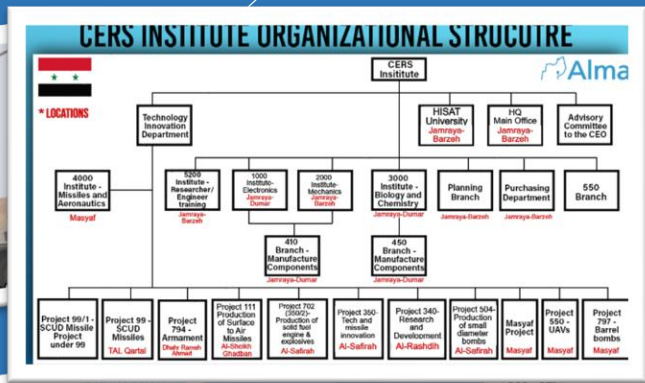 CERS INSTITUTE ORGANIZATIONAL STRUCUTRE
CERS
Insititute
Alma
* LOCATIONS
Technology
Innovation
Department
HISAT
University
Jamraya-
Barzeh
HQ
Main Office
Jamraya-
Barzeh
Advisory
Committee
to the CEO
4000
Institute -
Missiles and
Aeronautics
Masyaf
5200
Institute -
Researcher/
Engineer
training
Jamraya-
Barzeh
1000
Institute-
Electronics
Jamraya-
Dumar
2000
Institute-
Mechanics
Jamraya-
Barzeh
3000
Institute -
Biology and
Chemistry
Jamraya-Dumar
Planning
Branch
Jamraya-Barzeh
Purchasing
Department
Jamraya-Barzeh
550
Branch
410
Branch -
Manufacture
Components
Jamraya-Dumar
450
Branch -
Manufacture
Components
Jamraya-Dumar
Project 99/1 -
SCUD Missile
Project
under 99
Project 99 -
SCUD
Missiles
TAL Qartal
Project
794 -
Armament
Dhahr Rameh
Ahmad
Project 111
Production
of Surface
to Air
Missiles
Al-Sheikh
Ghadban
Project 702
(350/2)-
Production of
solid fuel
engine &
explosives
Al-Safirah
Project 350-
Tech and
missile
innovation
Al-Safirah
Project 340-
Research
and
Development
Al-Rashdih
Project 504-
Production
of small
diameter
bombs
Al-Safirah
Masyaf
Project
Masyaf
Project
550 -
UAVs
Masyaf
Project
797 -
Barrel
bombs
Masyaf